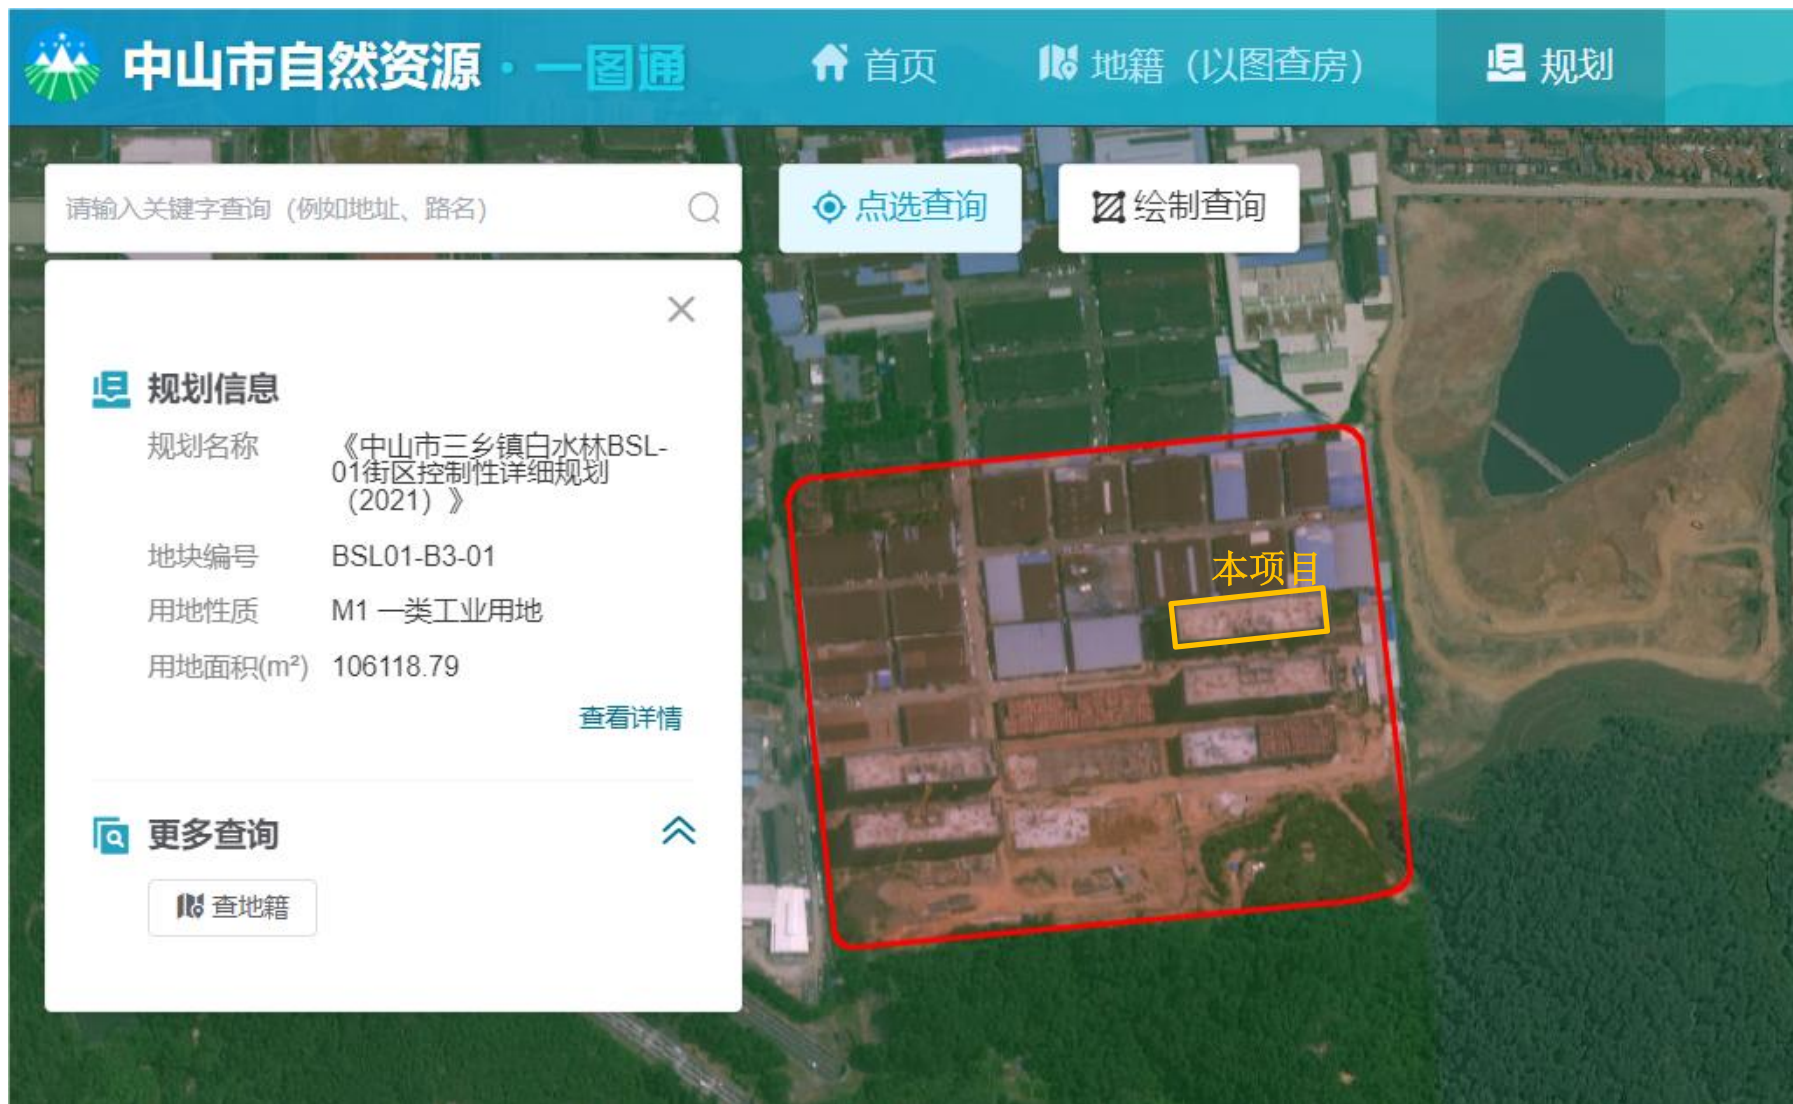 中山市自然资源·一图通
首页
地籍（以图查房）
规划
请输入关键字查询（例如地址、路名）
点选查询
绘制查询
规划信息
规划名称
《中山市三乡镇白水林BSL-
01街区控制性详细规划
（2021）》
地块编号 BSL01-B3-01
用地性质 M1 一类工业用地
用地面积(m²) 106118.79
查看详情
更多查询
查地籍
本项目